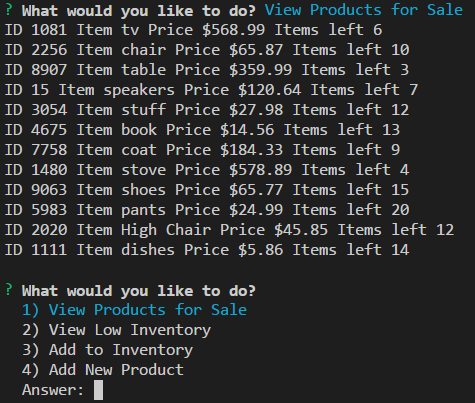 ? What would you like to do? View Products for Sale
ID 1081 Item tv Price $568.99 Items left 6
ID 2256 Item chair Price $65.87 Items left 10
ID 8907 Item table Price $359.99 Items left 3
ID 15 Item speakers Price $120.64 Items left 7
ID 3054 Item stuff Price $27.98 Items left 12
ID 4675 Item book Price $14.56 Items left 13
ID 7758 Item coat Price $184.33 Items left 9
ID 1480 Item stove Price $578.89 Items left 4
ID 9063 Item shoes Price $65.77 Items left 15
ID 5983 Item pants Price $24.99 Items left 20
ID 2020 Item High Chair Price $45.85 Items left 12
ID 1111 Item dishes Price $5.86 Items left 14
? What would you like to do?
1) View Products for Sale
2) View Low Inventory
3) Add to Inventory
4) Add New Product
Answer: